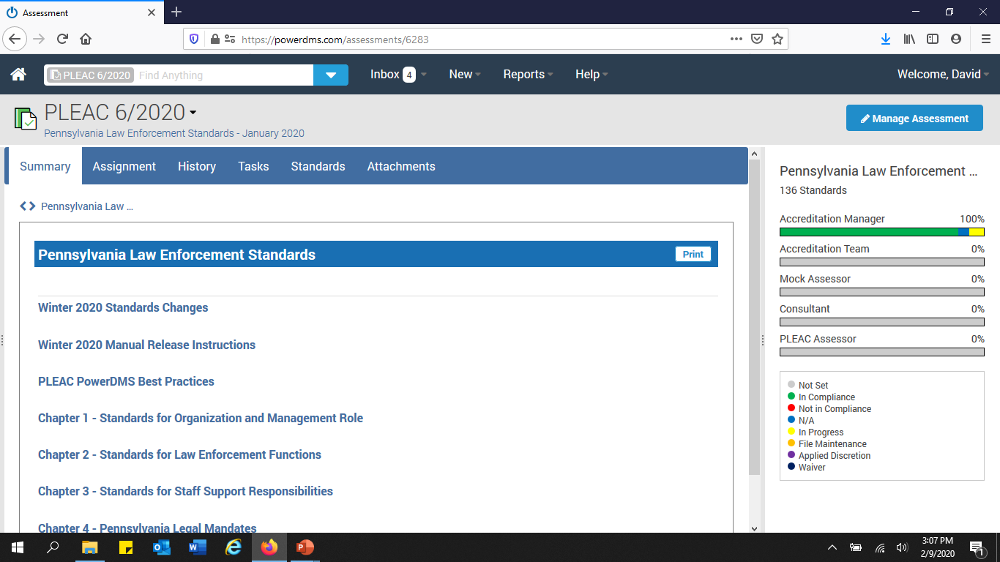 Assessment
https://powerdms.com/assessments/6283
PLEAC 6/2020 Find Anything
Inbox 4 New Reports Help Welcome, David
PLEAC 6/2020
Pennsylvania Law Enforcement Standards - January 2020
Manage Assessment
Summary Assignment History Tasks Standards Attachments
Pennsylvania Law ...
Pennsylvania Law Enforcement Standards
Print
Winter 2020 Standards Changes
Winter 2020 Manual Release Instructions
PLEAC PowerDMS Best Practices
Chapter 1 - Standards for Organization and Management Role
Chapter 2 - Standards for Law Enforcement Functions
Chapter 3 - Standards for Staff Support Responsibilities
Chapter 4 - Pennsylvania Legal Mandates
Pennsylvania Law Enforcement ...
136 Standards
Accreditation Manager 100%
Accreditation Team 0%
Mock Assessor 0%
Consultant 0%
PLEAC Assessor 0%
Not Set
In Compliance
Not in Compliance
N/A
In Progress
File Maintenance
Applied Discretion
Waiver
3:07 PM
2/9/2020
1